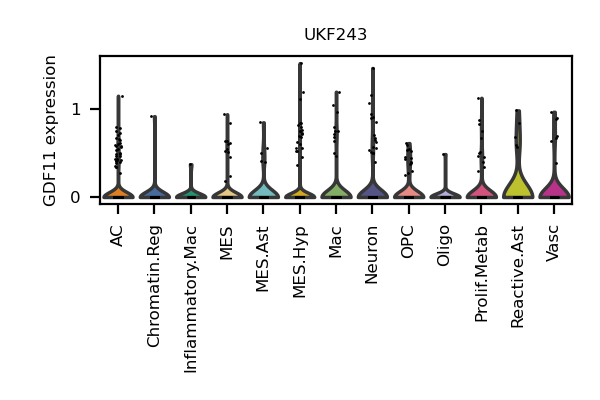 UKF243
GDF11 expression
1
0
AC
Chromatin.Reg
Inflammatory.Mac
MES
MES.Ast
MES.Hyp
Mac
Neuron
OPC
Oligo
Prolif.Metab
Reactive.Ast
Vasc